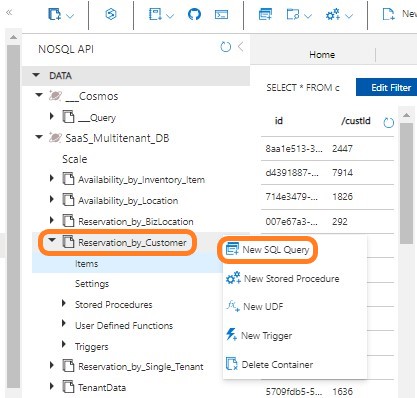 «
New
NOSQL API
Home
DATA
SELECT * FROM c
Edit Filter
___Cosmos
___Query
id /custId
SaaS_Multitenant_DB
8aa1e513-3... 2447
Scale
Availability_by_Inventory_Item
d4391887-... 7914
Availability_by_Location
714e3479-... 1826
Reservation_by_BizLocation
007e67a3-... 292
Reservation_by_Customer
New SQL Query
Items
New Stored Procedure
Settings
Stored Procedures
New UDF
User Defined Functions
New Trigger
Triggers
Reservation_by_Single_Tenant
Delete Container
TenantData
5709fdb5-5... 1636